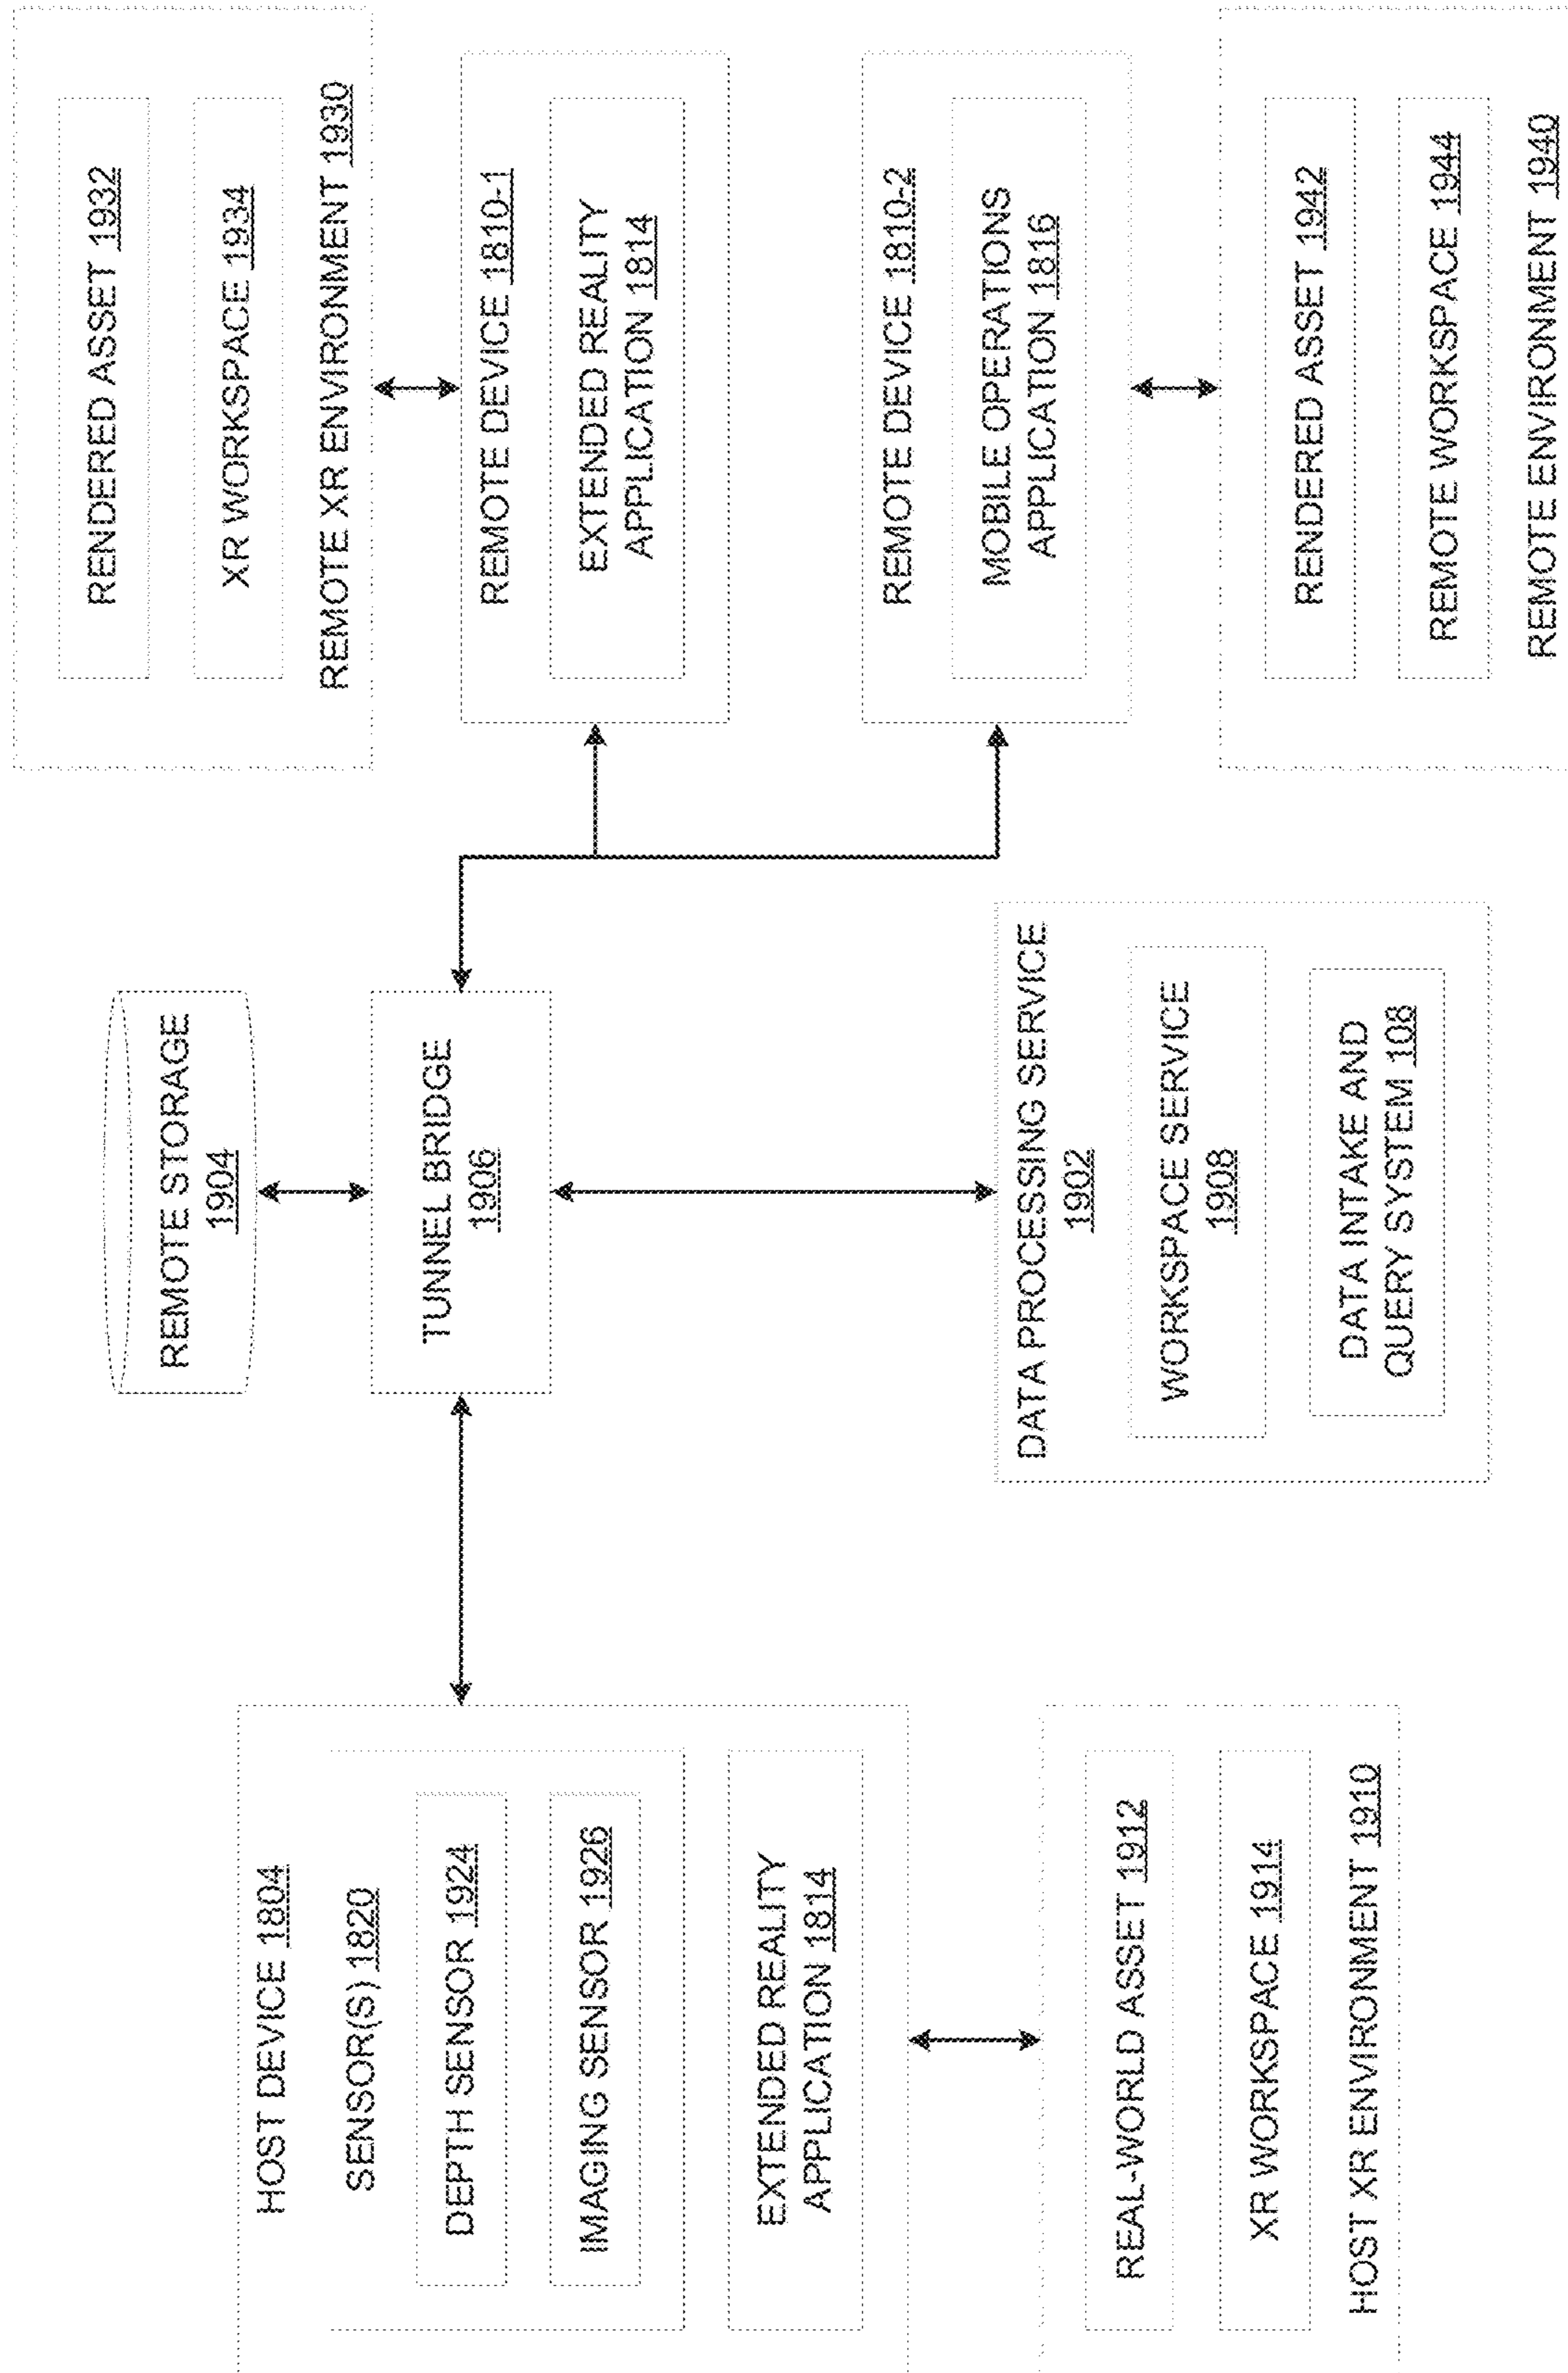 HOST DEVICE 1804
SENSOR(S) 1820
DEPTH SENSOR 1924
IMAGING SENSOR 1926
EXTENDED REALITY
APPLICATION 1814
REAL-WORLD ASSET 1912
XR WORKSPACE 1914
HOST XR ENVIRONMENT 1910
REMOTE STORAGE
1904
TUNNEL BRIDGE
1906
DATA PROCESSING SERVICE
1902
WORKSPACE SERVICE
1908
DATA INTAKE AND
QUERY SYSTEM 108
RENDERED ASSET 1932
XR WORKSPACE 1934
REMOTE XR ENVIRONMENT 1930
REMOTE DEVICE 1810-1
EXTENDED REALITY
APPLICATION 1814
REMOTE DEVICE 1810-2
MOBILE OPERATIONS
APPLICATION 1816
RENDERED ASSET 1942
REMOTE WORKSPACE 1944
REMOTE ENVIRONMENT 1940